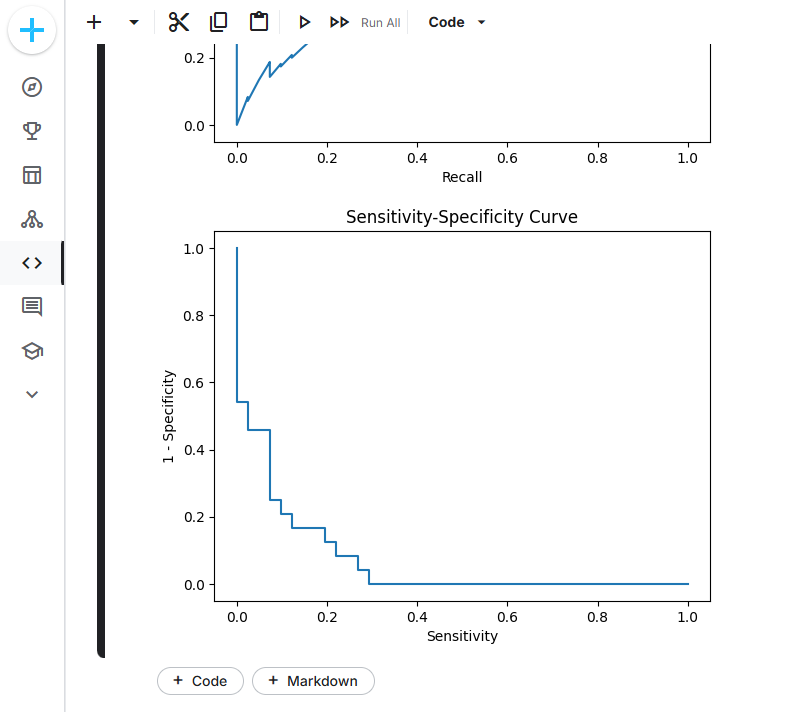 Run All Code
0.2
0.0
0.0 0.2 0.4 0.6 0.8 1.0
Recall
Sensitivity-Specificity Curve
1.0
0.8
0.6
0.4
0.2
0.0
1 - Specificity
0.0 0.2 0.4 0.6 0.8 1.0
Sensitivity
+ Code + Markdown